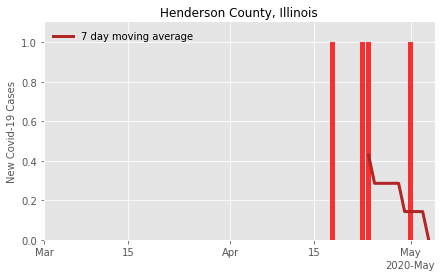 Henderson County, Illinois
7 day moving average
New Covid-19 Cases
1.0
0.8
0.6
0.4
0.2
0.0
Mar 15 Apr 15 May
2020-May